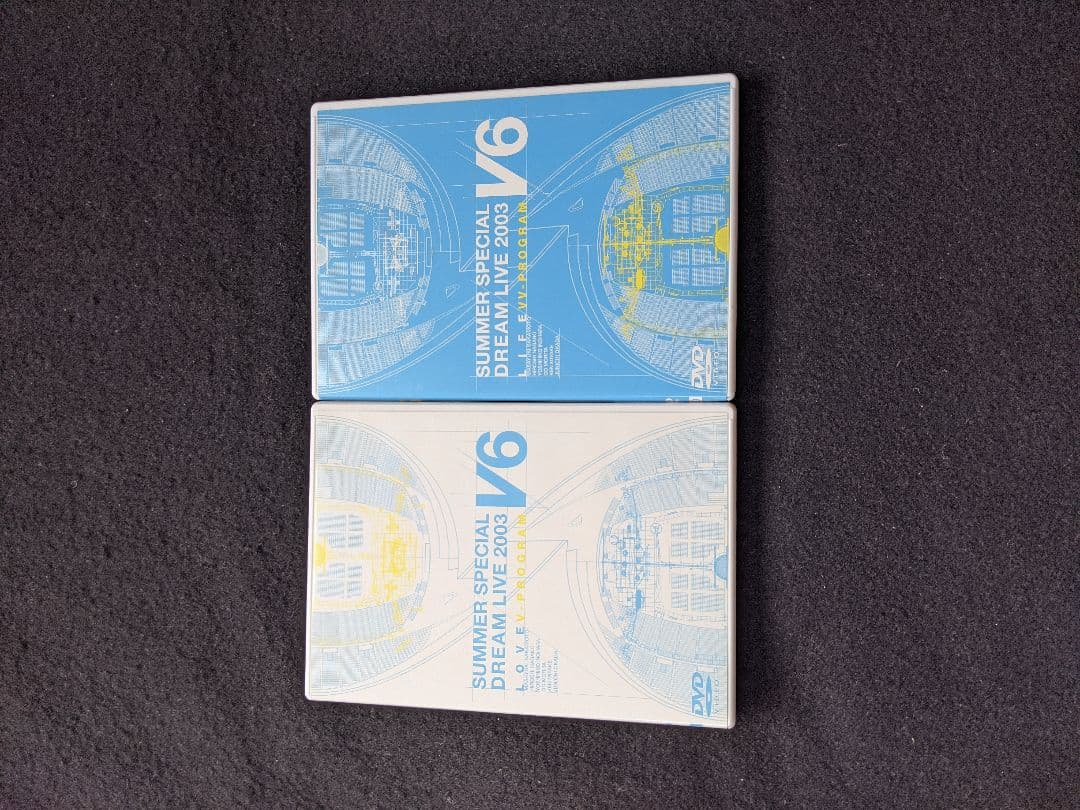 SUMMER SPECIAL
DREAM LIVE 2003 V6
LIFE VV-PROGRAM
DVD
VIDEO
SUMMER SPECIAL
DREAM LIVE 2003 V6
LOVE V-PROGRAM
DVD
VIDEO